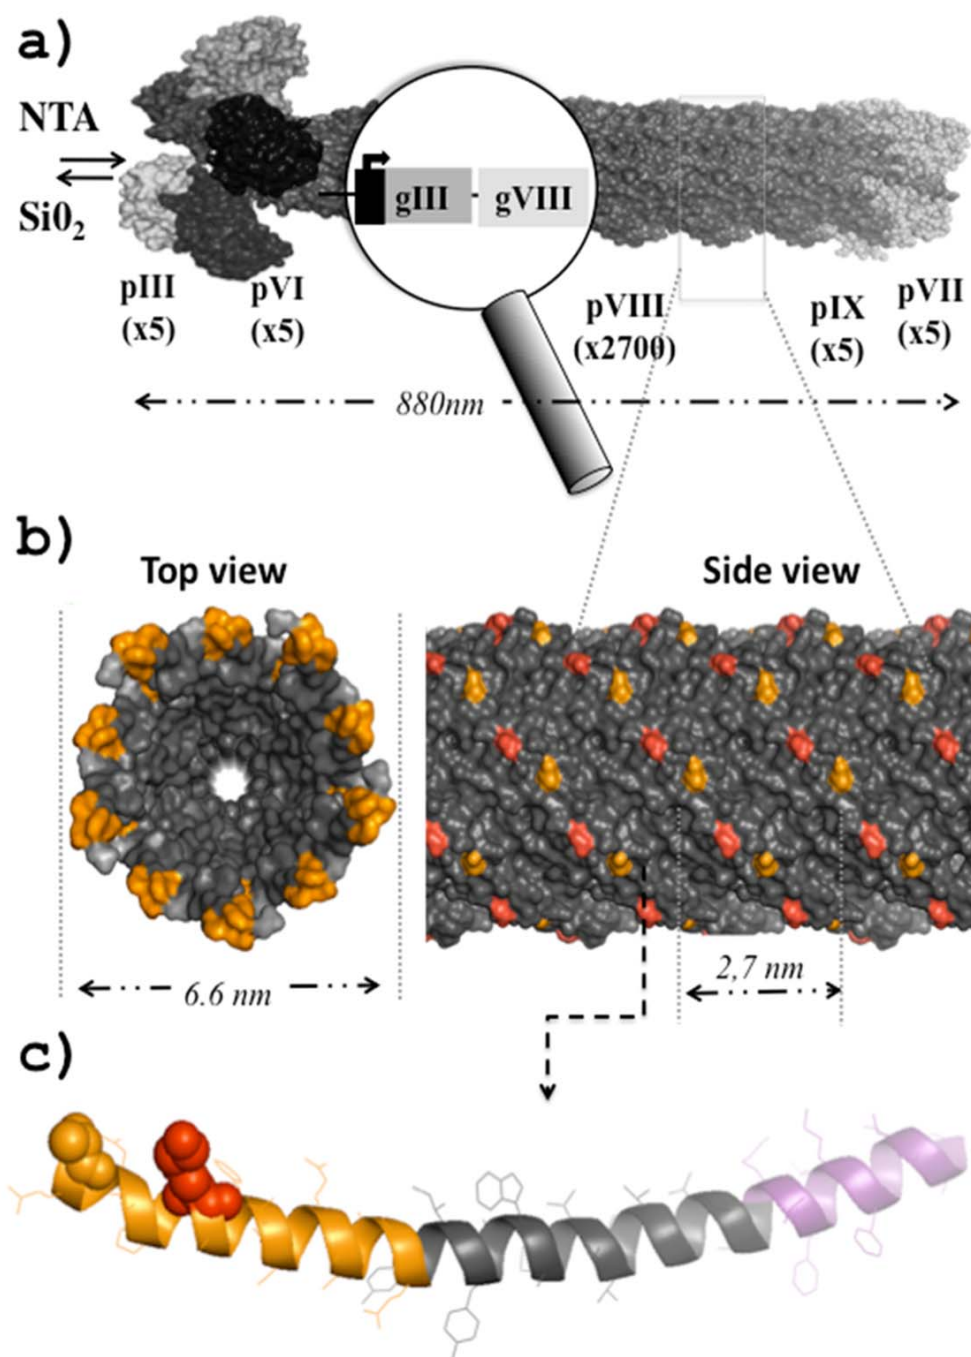 a)
NTA
Si0₂
gIII
gVIII
pIII
(x5)
pVI
(x5)
pVIII
(x2700)
pIX
(x5)
pVII
(x5)
880nm
b)
Top view
Side view
6.6 nm
2,7 nm
c)